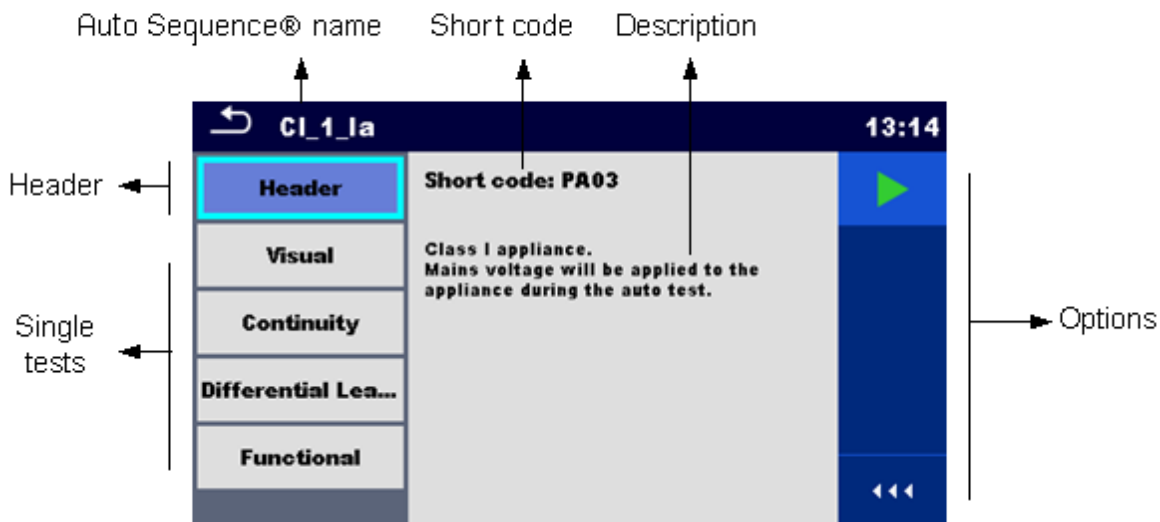 Auto Sequence® name
Short code
Description
Cl_1_Ia
13:14
Header
Header
Short code: PA03
Visual
Class I appliance.
Mains voltage will be applied to the
appliance during the auto test.
Single
tests
Continuity
Differential Lea...
Functional
Options